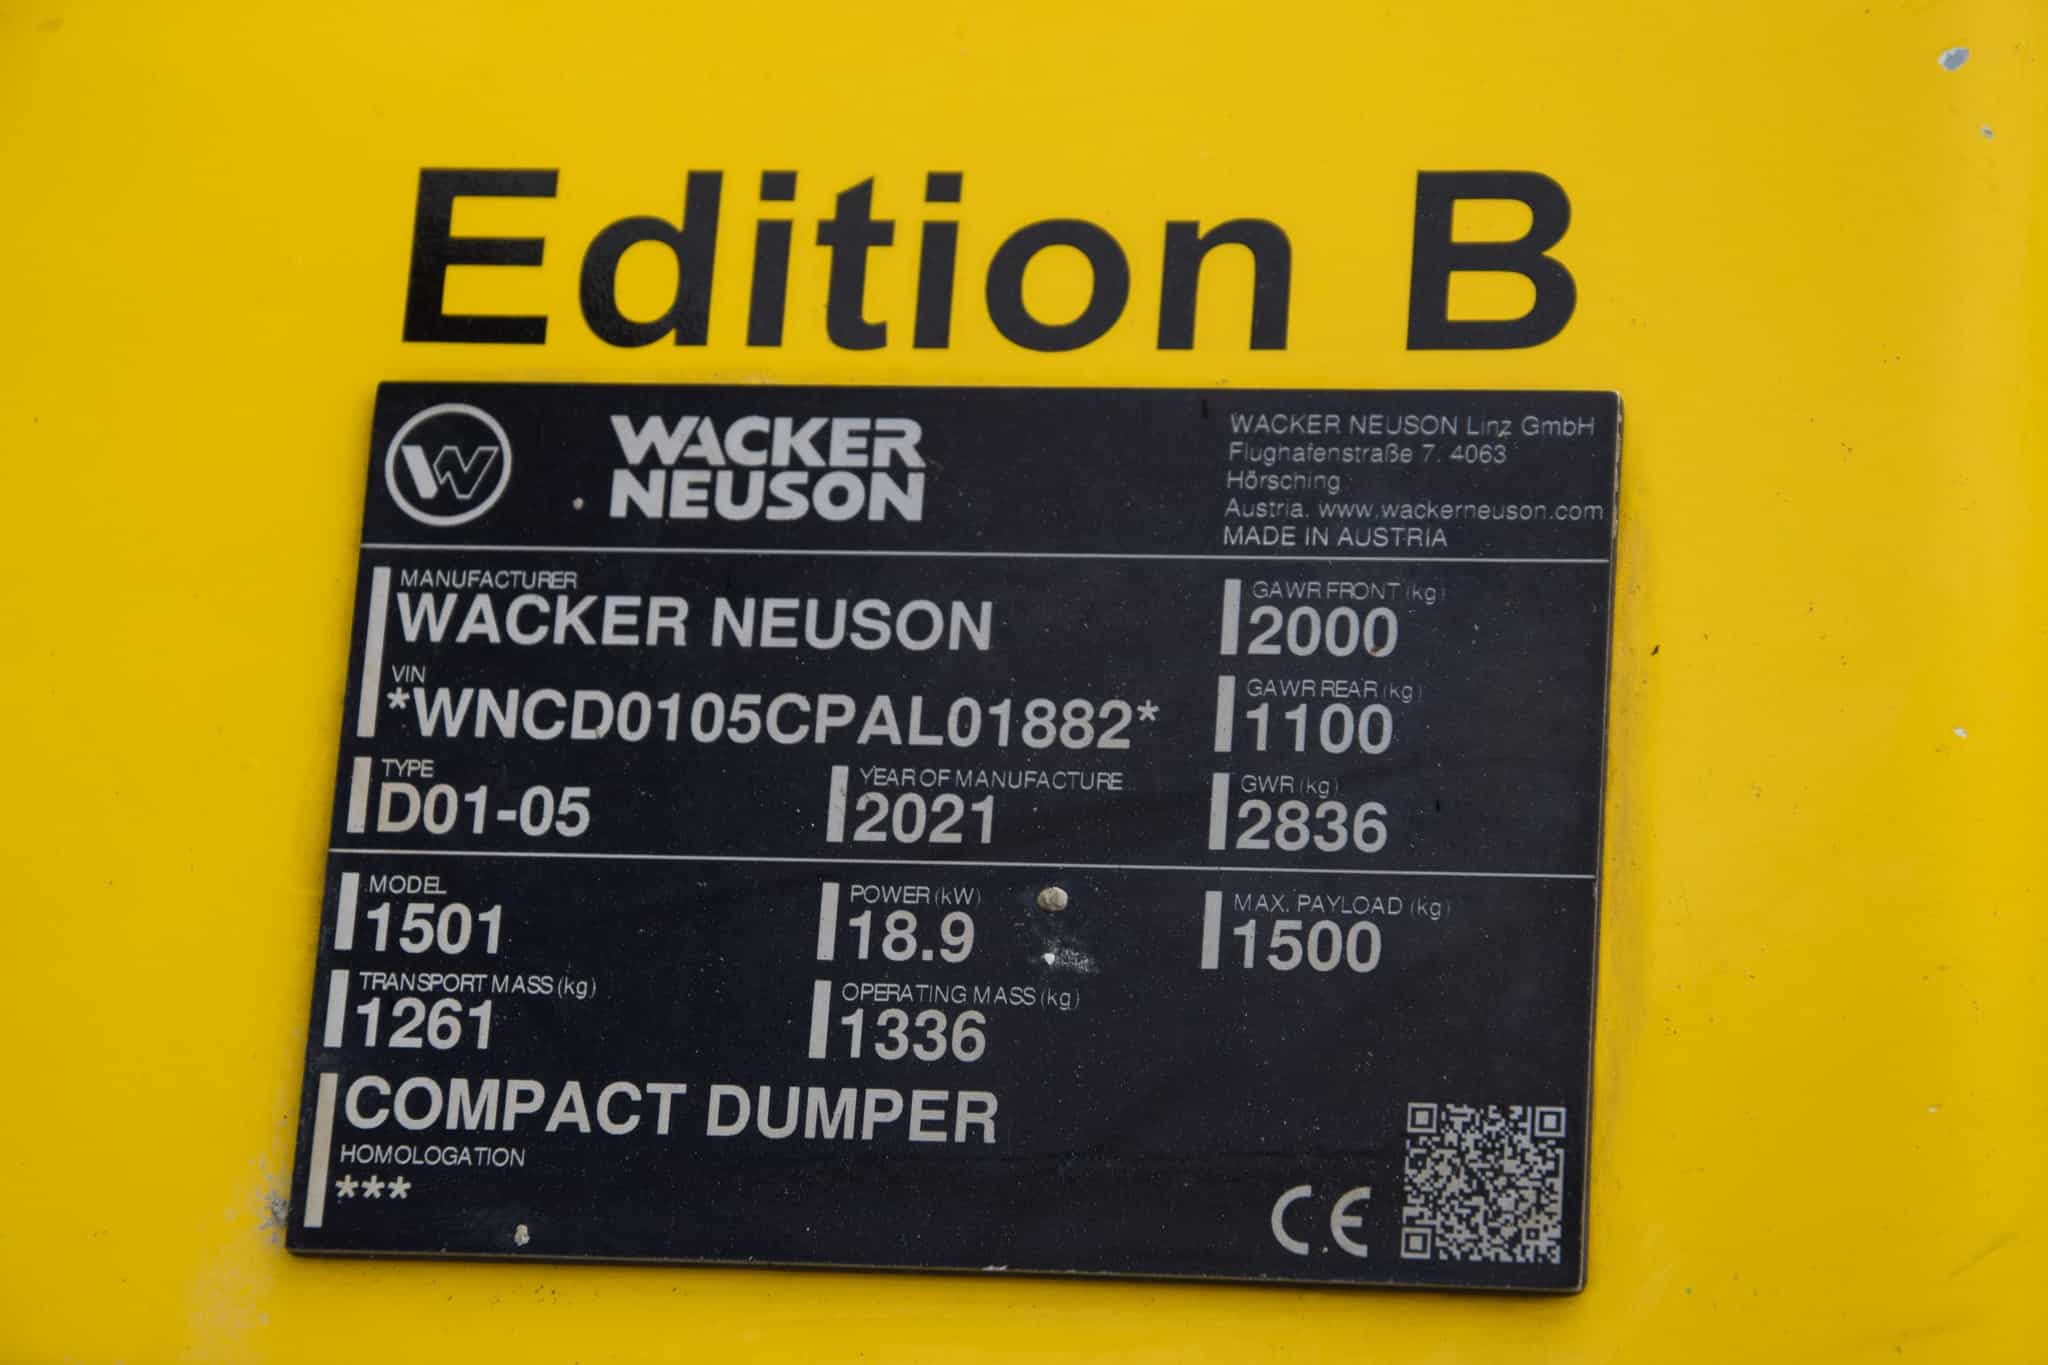 Edition B
W
WACKER
NEUSON
WACKER NEUSON Linz GmbH
Flughafenstraße 7. 4063
Hörsching
Austria. www.wackerneuson.com
MADE IN AUSTRIA
MANUFACTURER
WACKER NEUSON
GAWR FRONT (kg)
2000
VIN
*WNCD0105CPAL01882*
GAWR REAR (kg)
1100
TYPE
D01-05
YEAR OF MANUFACTURE
2021
GWR (kg)
2836
MODEL
1501
POWER (kW)
18.9
MAX. PAYLOAD (kg)
1500
TRANSPORT MASS (kg)
1261
OPERATING MASS (kg)
1336
COMPACT DUMPER
HOMOLOGATION
***
CE